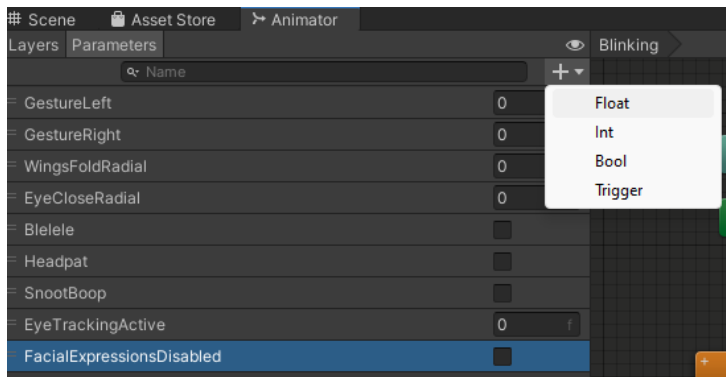 Scene Asset Store Animator
Layers Parameters Blinking
Name
GestureLeft 0
GestureRight 0
WingsFoldRadial 0
EyeCloseRadial 0
Blelele
Headpat
SnootBoop
EyeTrackingActive 0 f
FacialExpressionsDisabled
Float
Int
Bool
Trigger